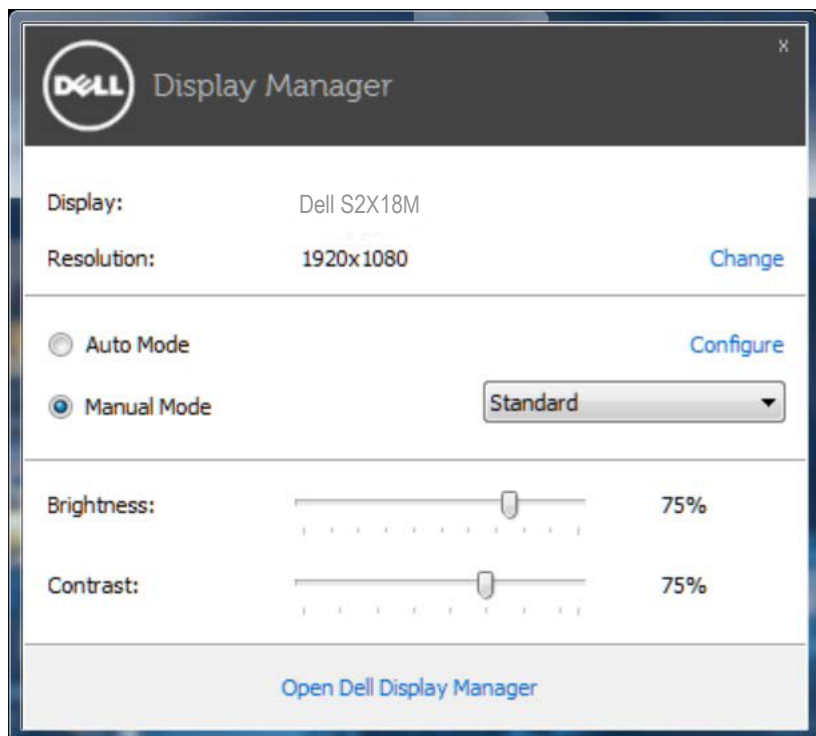 DELL Display Manager x
Display: Dell S2X18M
Resolution: 1920x1080 Change
Auto Mode Configure
Manual Mode Standard
Brightness: 75%
Contrast: 75%
Open Dell Display Manager